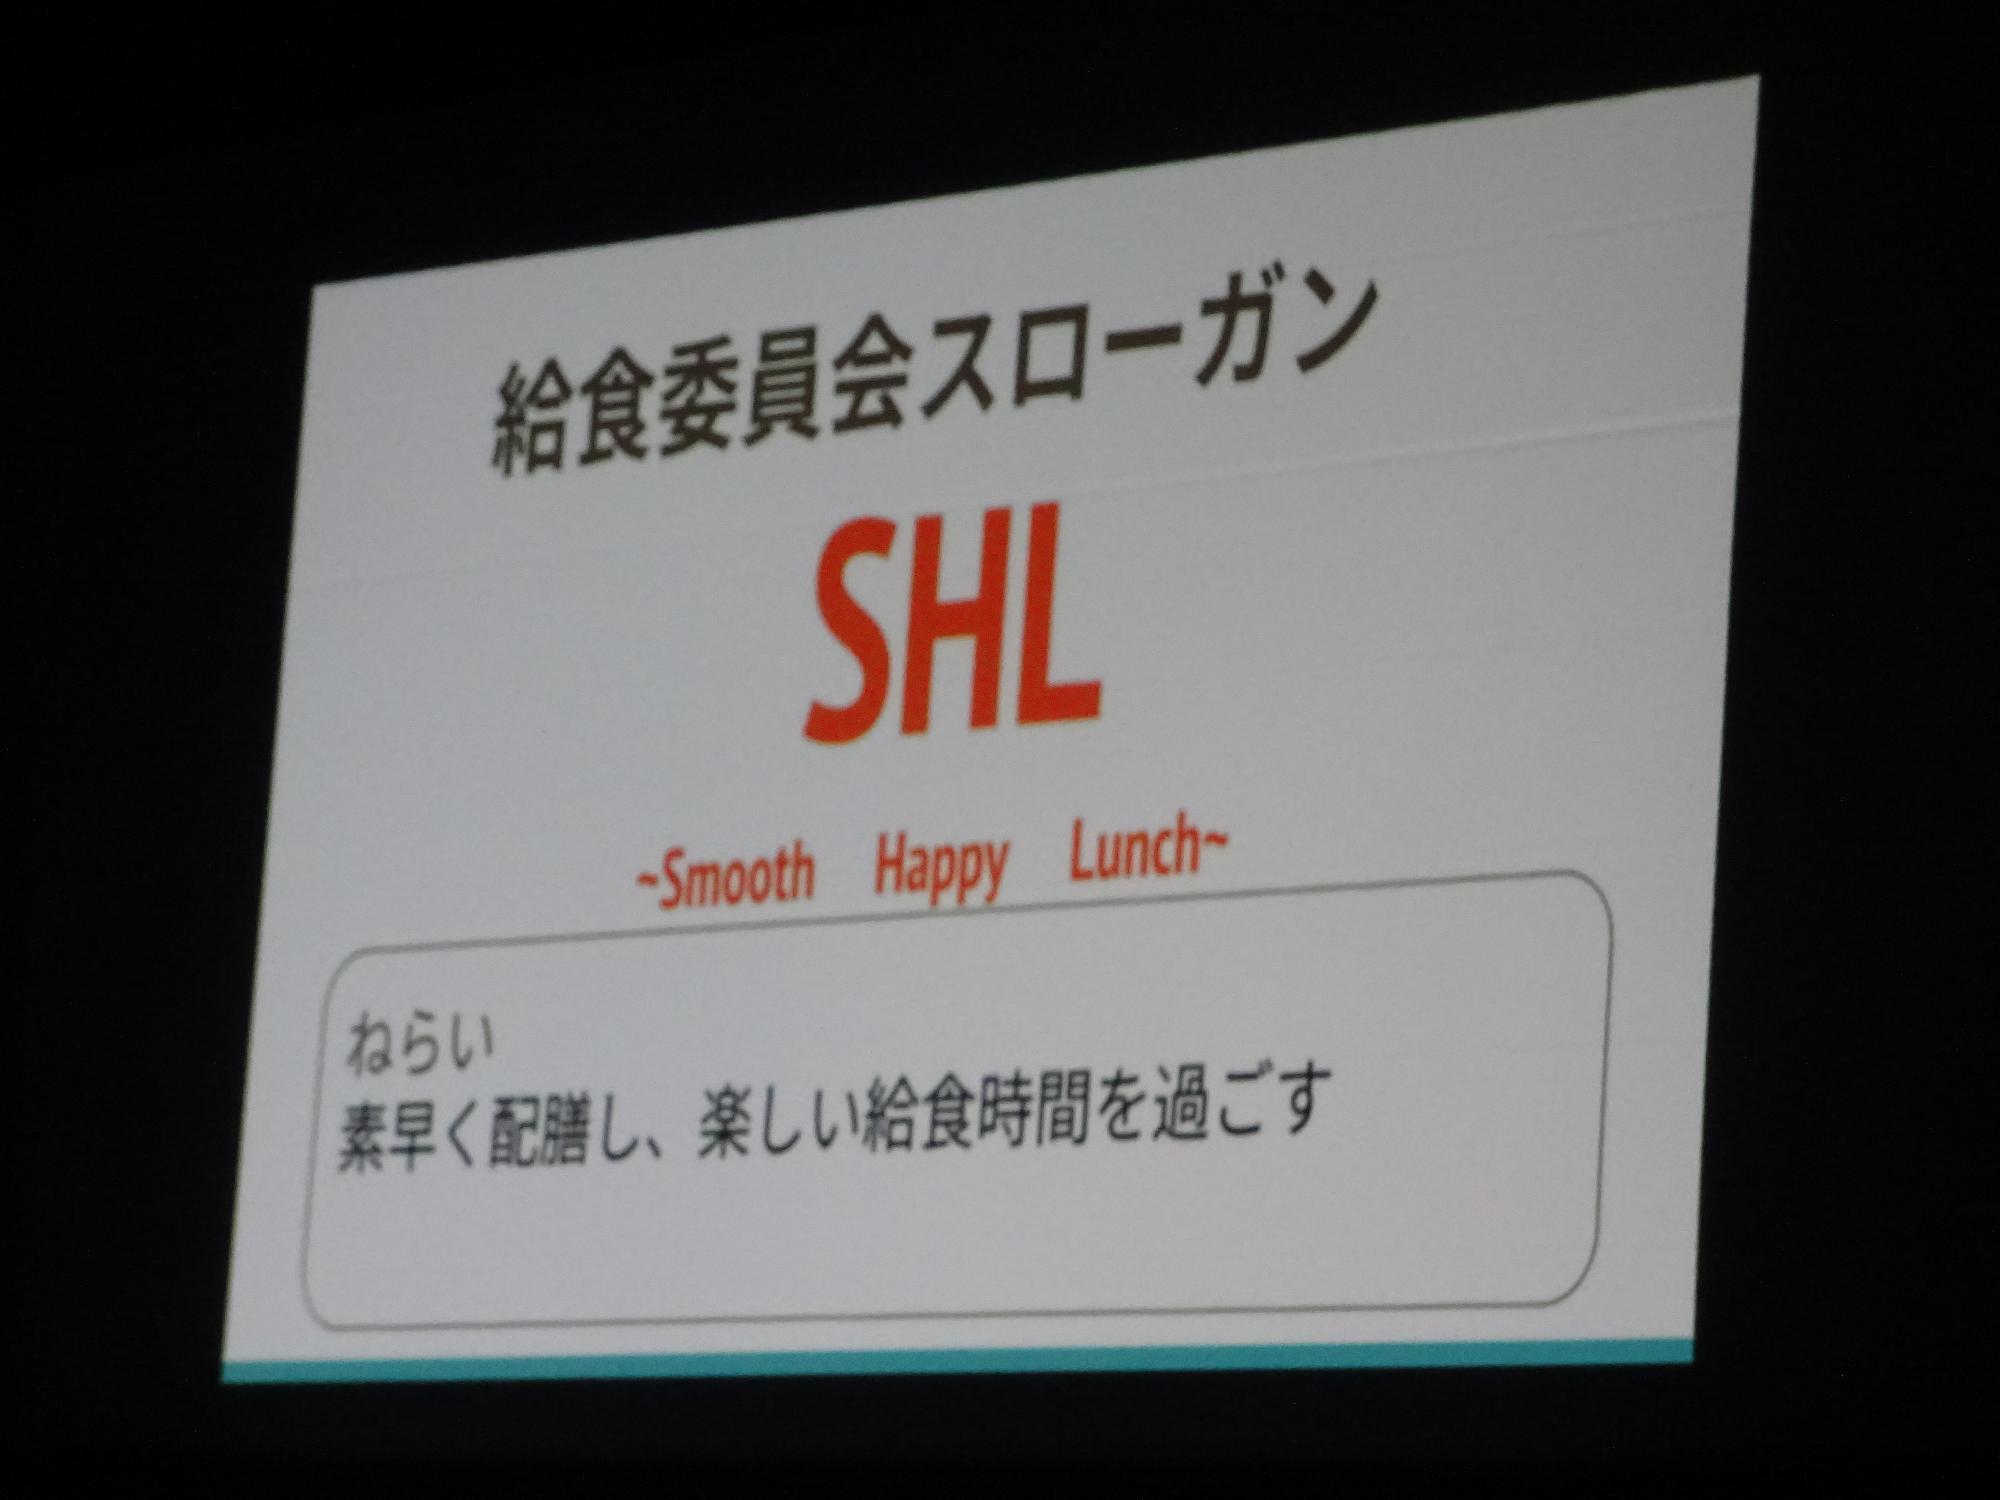 給食委員会スローガン
SHL
~Smooth Happy Lunch~
ねらい
素早く配膳し、楽しい給食時間を過ごす